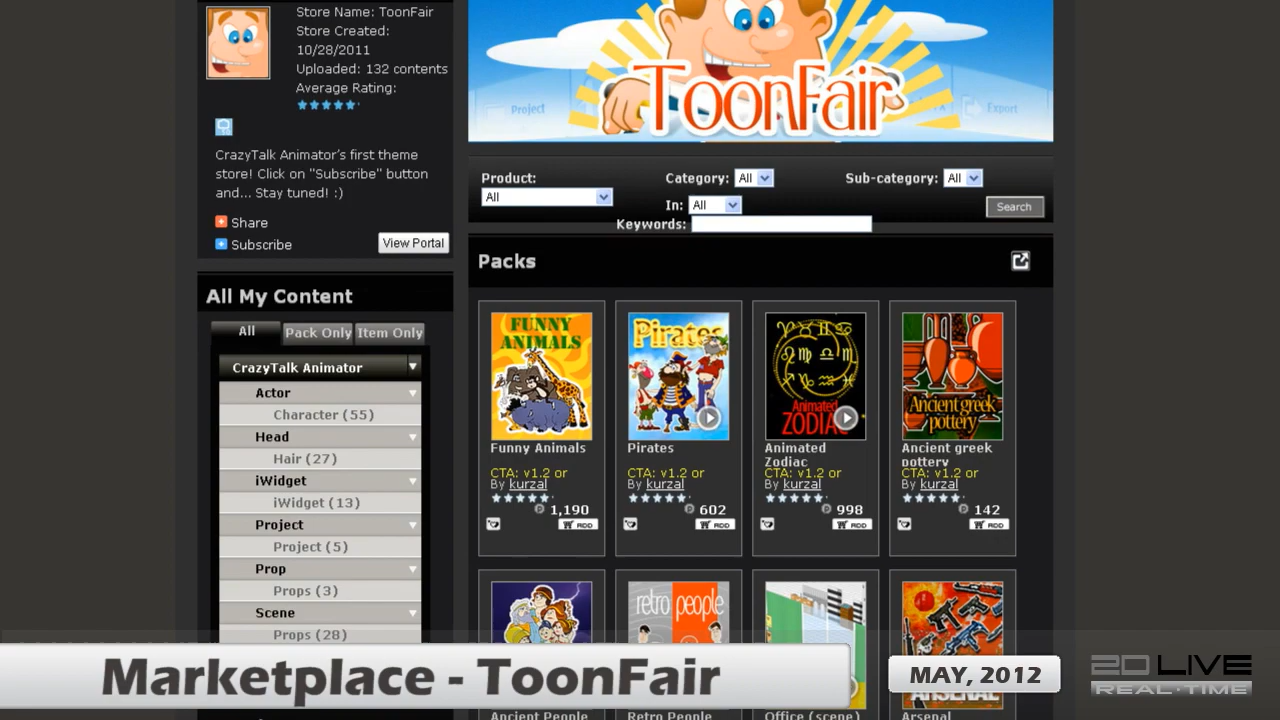 Store Name: ToonFair
Store Created:
10/28/2011
Uploaded: 132 contents
Average Rating:
CrazyTalk Animator's first theme
store! Click on "Subscribe" button
and... Stay tuned! :)
Share
Subscribe
View Portal
All My Content
All
Pack Only
Item Only
CrazyTalk Animator
Actor
Character (55)
Head
Hair (27)
iWidget
iWidget (13)
Project
Project (5)
Prop
Props (3)
Scene
Props (28)
Project
ToonFair
Export
Product:
All
Category: All
Sub-category: All
In: All
Search
Keywords:
Packs
FUNNY
ANIMALS
Funny Animals
CTA: v1.2 or
By kurzal
1,190
ADD
Pirates
Pirates
CTA: v1.2 or
By kurzal
602
ADD
Animated
ZODIAC
Animated
Zodiac
CTA: v1.2 or
By kurzal
998
ADD
Ancient greek
pottery
Ancient greek
pottery
CTA: v1.2 or
By kurzal
142
ADD
retro people
ARSENAL
Ancient People
Retro People
Office (scene)
Arsenal
Marketplace - ToonFair
MAY, 2012
2D LIVE
REAL·TIME